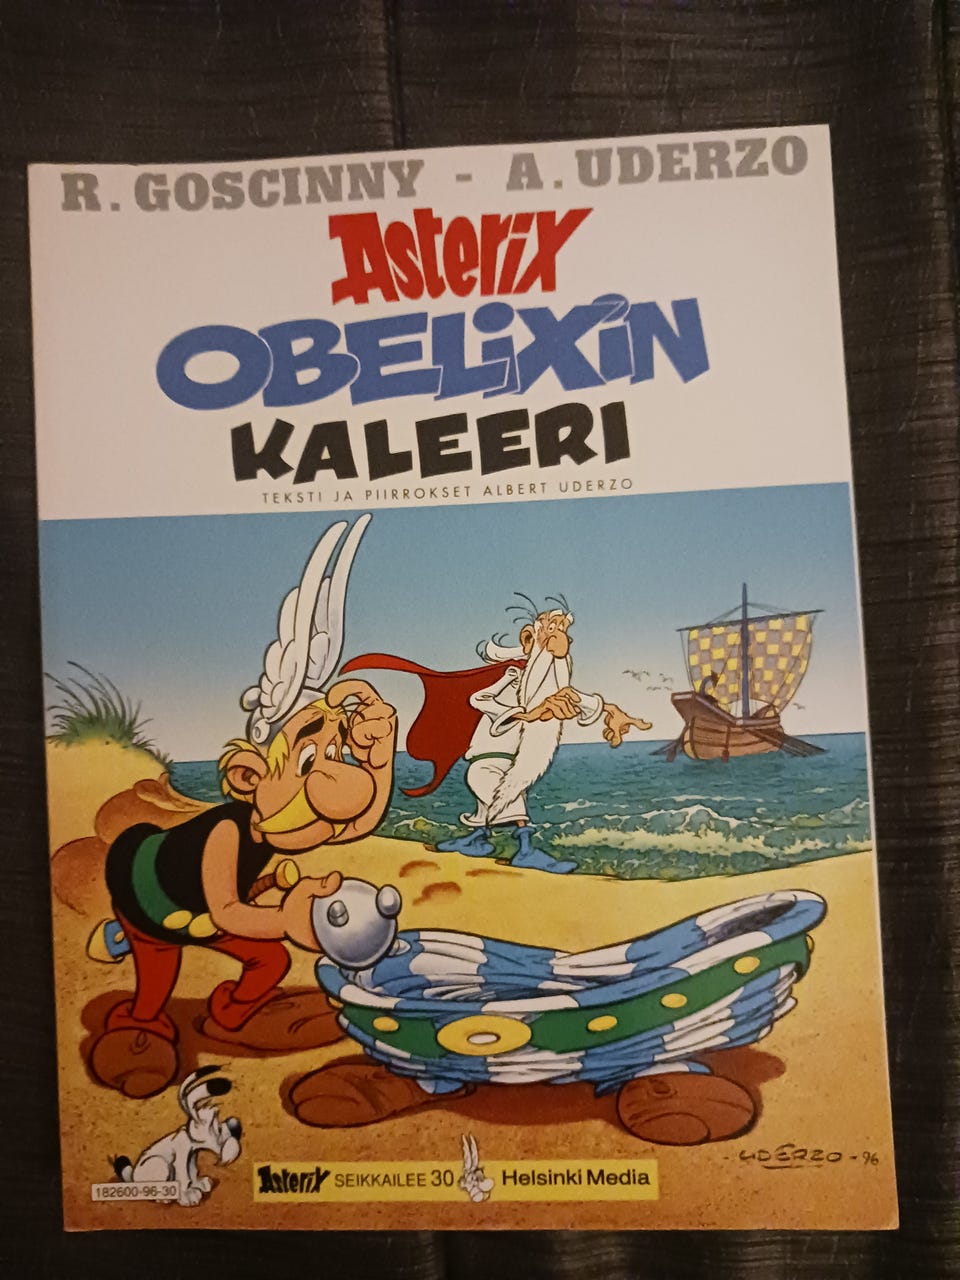 R. GOSCINNY - A. UDERZO
Asterix
OBELIXIN
KALEERI
TEKSTI JA PIIRROKSET ALBERT UDERZO
-UDERZO-96
182600-96-30
Asterix SEIKKAILEE 30 Helsinki Media